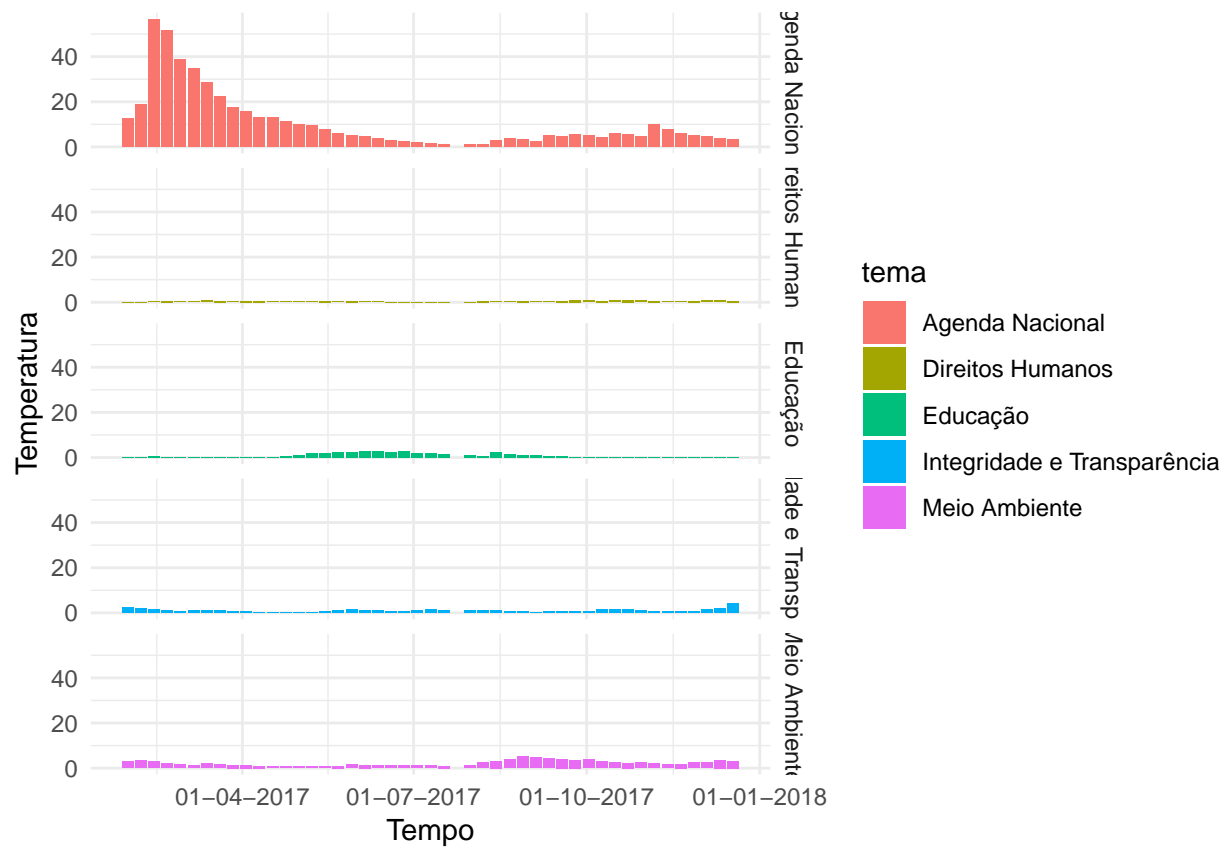 40
20
0
genda Nacion
40
20
0
reitos Human
40
20
0
Educação
40
20
0
lade e Transp
40
20
0
Meio Ambiente
01−04−2017
01−07−2017
01−10−2017
01−01−2018
Tempo
Temperatura
tema
Agenda Nacional
Direitos Humanos
Educação
Integridade e Transparência
Meio Ambiente